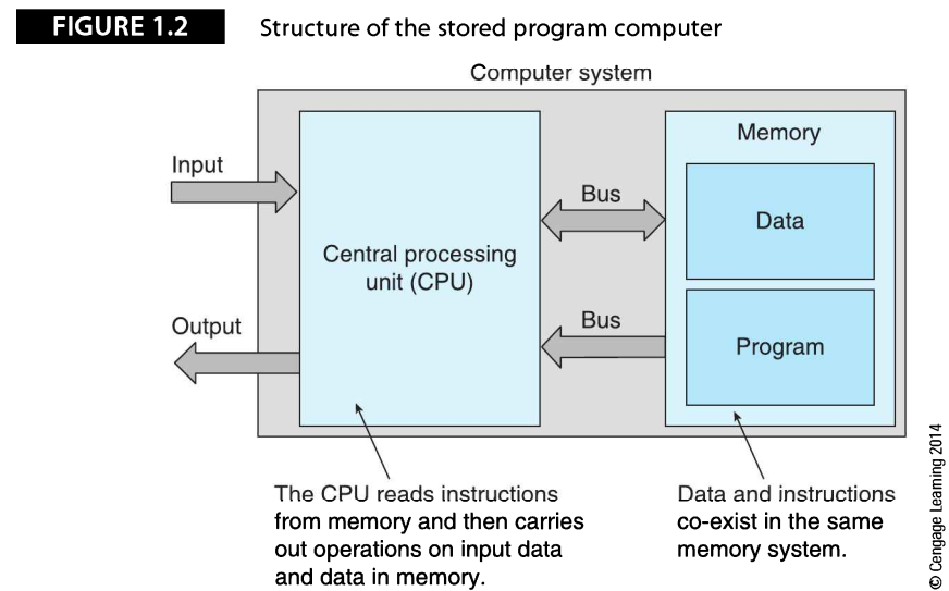 FIGURE 1.2 Structure of the stored program computer
Computer system
Memory
Input
Bus
Data
Central processing
unit (CPU)
Output
Bus
Program
The CPU reads instructions
from memory and then carries
out operations on input data
and data in memory.
Data and instructions
co-exist in the same
memory system.
© Cengage Learning 2014